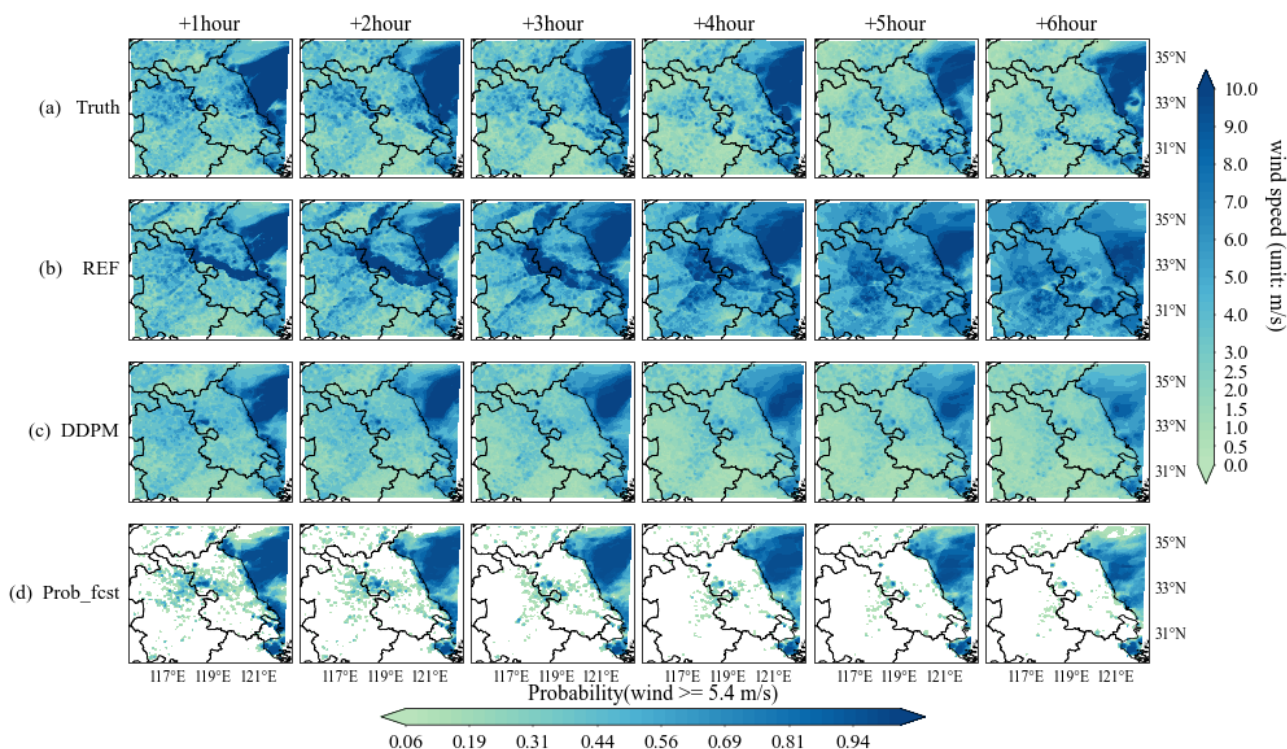 +1hour +2hour +3hour +4hour +5hour +6hour
(a) Truth
35°N
33°N
31°N
(b) REF
35°N
33°N
31°N
(c) DDPM
35°N
33°N
31°N
(d) Prob_fcst
35°N
33°N
31°N
117°E 119°E 121°E 117°E 119°E 121°E 117°E 119°E 121°E 117°E 119°E 121°E 117°E 119°E 121°E 117°E 119°E 121°E
10.0
9.0
8.0
7.0
6.0
5.0
4.0
3.0
2.0
1.5
1.0
0.5
0.0
wind speed (unit: m/s)
Probability(wind >= 5.4 m/s)
0.06 0.19 0.31 0.44 0.56 0.69 0.81 0.94